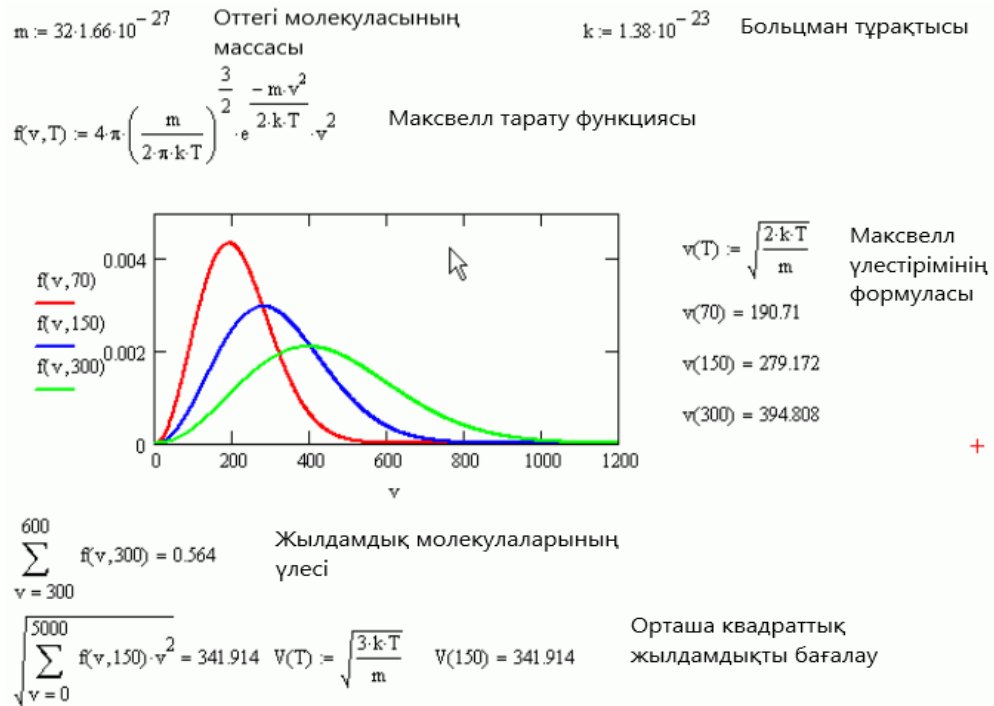 m := 32·1.66·10^-27 Оттегі молекуласының массасы k := 1.38·10^-23 Больцман тұрақтысы
f(v,T) := 4·π·(m/(2·π·k·T))^(3/2)·e^(-m·v^2/(2·k·T))·v^2 Максвелл тарату функциясы
0.004
0.002
0
f(v,70)
f(v,150)
f(v,300)
0 200 400 600 800 1000 1200
v
v(T) := √(2·k·T/m) Максвелл
үлестірімінің
формуласы
v(70) = 190.71
v(150) = 279.172
v(300) = 394.808
+
600
∑ f(v,300) = 0.564
v = 300
Жылдамдық молекулаларының
үлесі
√(∑_{v = 0}^{5000} f(v,150)·v^2) = 341.914 V(T) := √(3·k·T/m) V(150) = 341.914
Орташа квадраттық
жылдамдықты бағалау